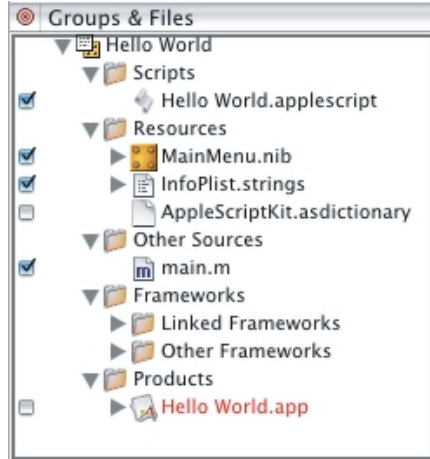 Groups & Files
Hello World
Scripts
Hello World.applescript
Resources
MainMenu.nib
InfoPlist.strings
AppleScriptKit.asdictionary
Other Sources
m main.m
Frameworks
Linked Frameworks
Other Frameworks
Products
Hello World.app